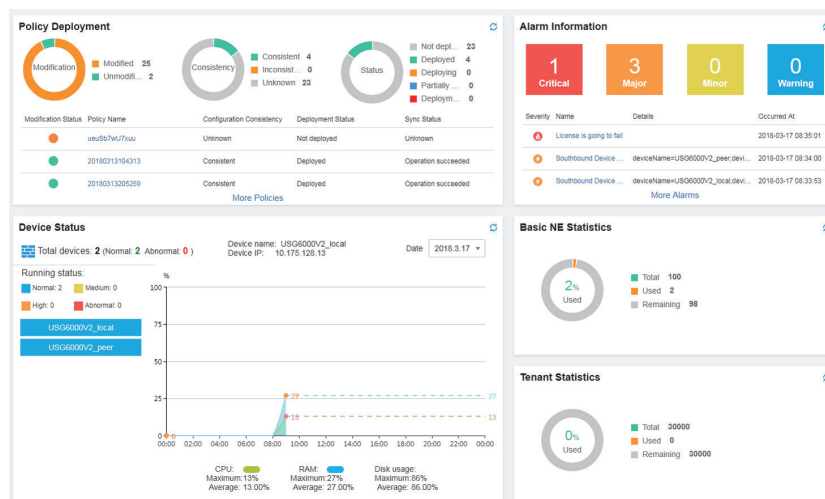 Policy Deployment
Modification
Modified 25
Unmodifi... 2
Consistency
Consistent 4
Inconsist... 0
Unknown 23
Status
Not depl... 23
Deployed 4
Deploying 0
Partially ... 0
Deploym... 0
Modification Status Policy Name Configuration Consistency Deployment Status Sync Status
ueuSb7wU7xuu Unknown Not deployed Unknown
20180313104313 Consistent Deployed Operation succeeded
20180313205259 Consistent Deployed Operation succeeded
More Policies
Alarm Information
1 Critical
3 Major
0 Minor
0 Warning
Severity Name Details Occurred At
License is going to fail 2018-03-17 08:35:01
Southbound Device ... deviceName=USG6000V2_peer;devi... 2018-03-17 08:34:00
Southbound Device ... deviceName=USG6000V2_local;devi... 2018-03-17 08:33:53
More Alarms
Device Status
Total devices: 2 (Normal: 2 Abnormal: 0 )
Device name: USG6000V2_local
Device IP: 10.175.128.13
Date 2018.3.17
Running status:
Normal: 2 Medium: 0
High: 0 Abnormal: 0
USG6000V2_local
USG6000V2_peer
%
100
75
50
25
0
0
27
13
27
13
00:00 02:00 04:00 06:00 08:00 10:00 12:00 14:00 16:00 18:00 20:00 22:00 00:00
CPU: RAM: Disk usage:
Maximum:13% Maximum:27% Maximum:86%
Average: 13.00% Average: 27.00% Average: 86.00%
Basic NE Statistics
2%
Used
Total 100
Used 2
Remaining 98
Tenant Statistics
0%
Used
Total 30000
Used 0
Remaining 30000